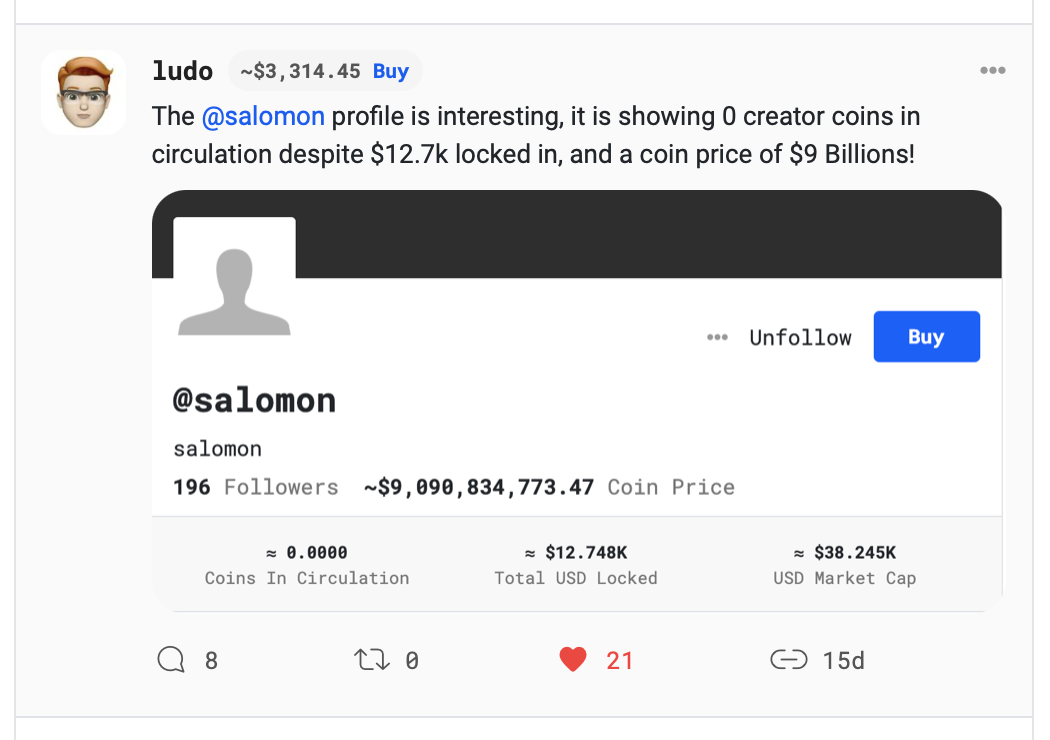 ludo ~$3,314.45 Buy
The @salomon profile is interesting, it is showing 0 creator coins in
circulation despite $12.7k locked in, and a coin price of $9 Billions!
Unfollow Buy
@salomon
salomon
196 Followers ~$9,090,834,773.47 Coin Price
≈ 0.0000 ≈ $12.748K ≈ $38.245K
Coins In Circulation Total USD Locked USD Market Cap
8 0 21 15d